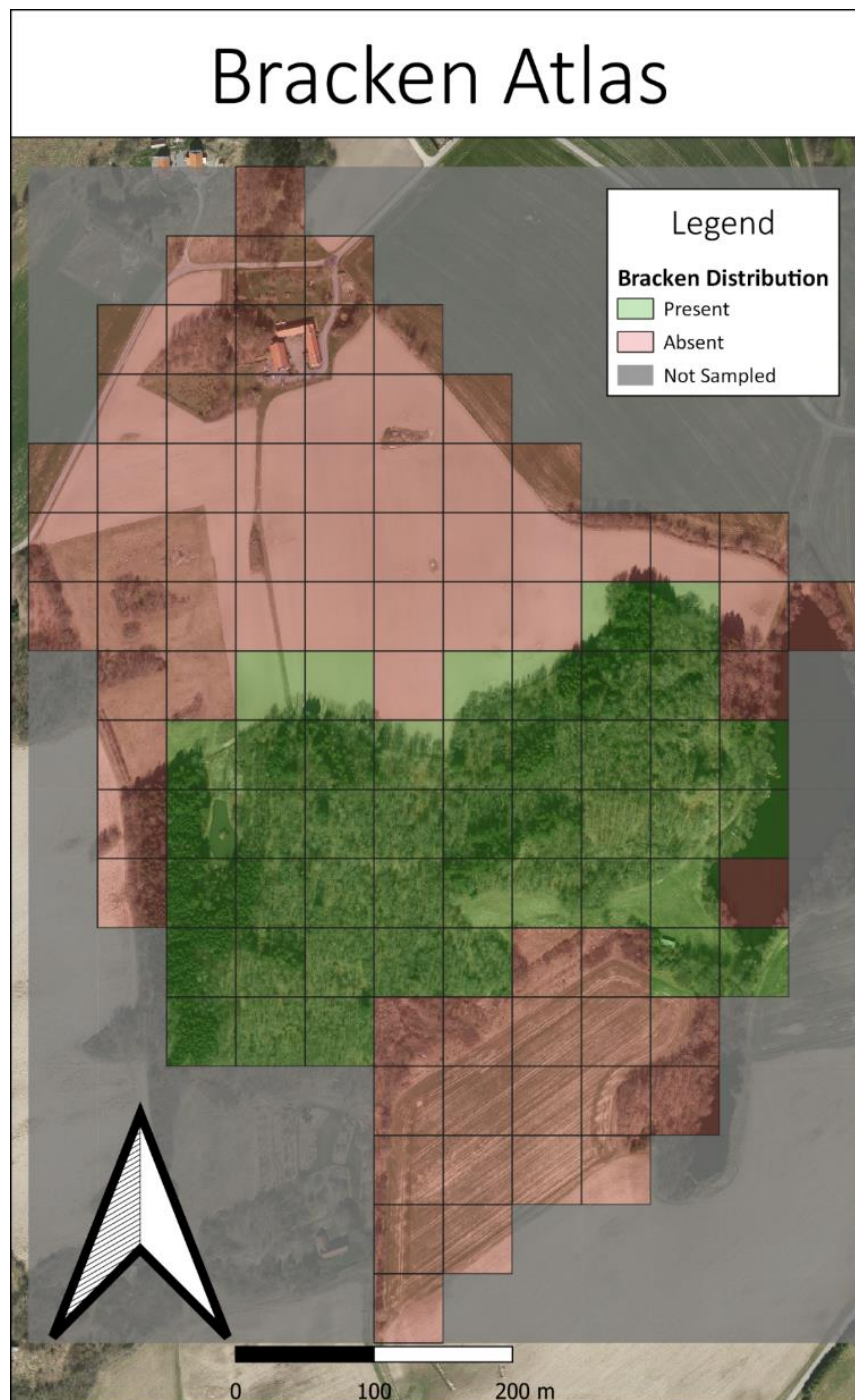 Bracken Atlas
Legend
Bracken Distribution
Present
Absent
Not Sampled
0 100 200 m